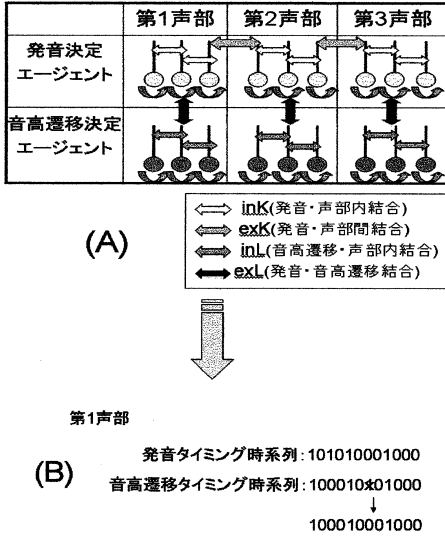 第1声部 第2声部 第3声部
発音決定
エージェント
音高遷移決定
エージェント
inK(発音・声部内結合)
exK(発音・声部間結合)
inL(音高遷移・声部内結合)
exL(発音・音高遷移結合)
(A)
第1声部
(B)
発音タイミング時系列:101010001000
音高遷移タイミング時系列:100010x01000
100010001000